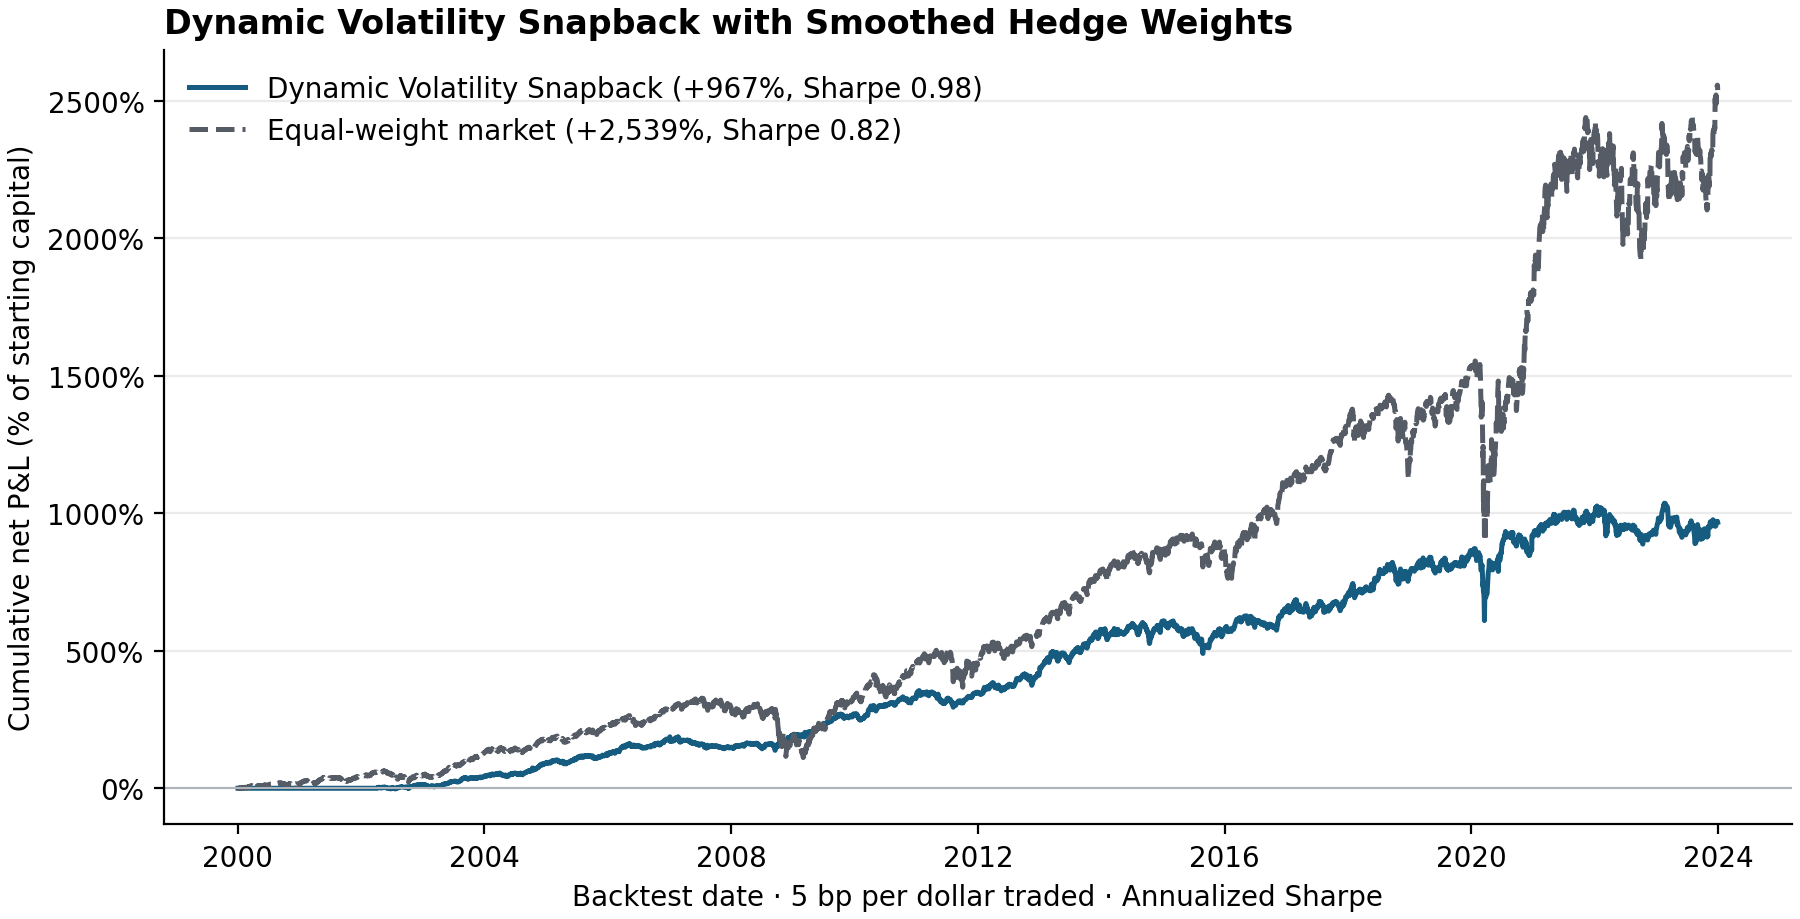 Dynamic Volatility Snapback with Smoothed Hedge Weights
Dynamic Volatility Snapback (+967%, Sharpe 0.98)
Equal-weight market (+2,539%, Sharpe 0.82)
Cumulative net P&L (% of starting capital)
2500%
2000%
1500%
1000%
500%
0%
2000 2004 2008 2012 2016 2020 2024
Backtest date · 5 bp per dollar traded · Annualized Sharpe